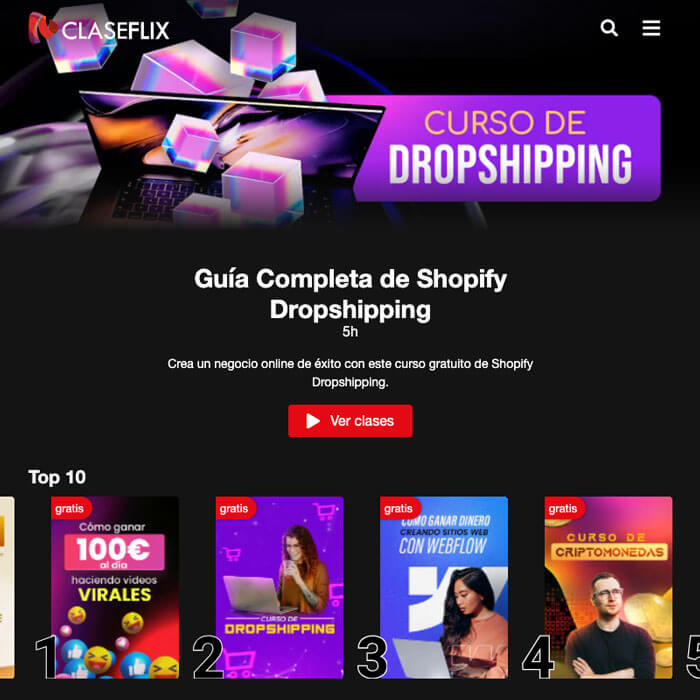 CLASEFLIX
CURSO DE
DROPSHIPPING
Guía Completa de Shopify
Dropshipping
5h
Crea un negocio online de éxito con este curso gratuito de Shopify
Dropshipping.
Ver clases
Top 10
gratis
Cómo ganar
100€
al día
haciendo videos
VIRALES
1
gratis
CURSO DE
DROPSHIPPING
2
gratis
COMO GANAR DINERO
CREANDO SITIOS WEB
CON WEBFLOW
3
gratis
CURSO DE
CRIPTOMONEDAS
4
5